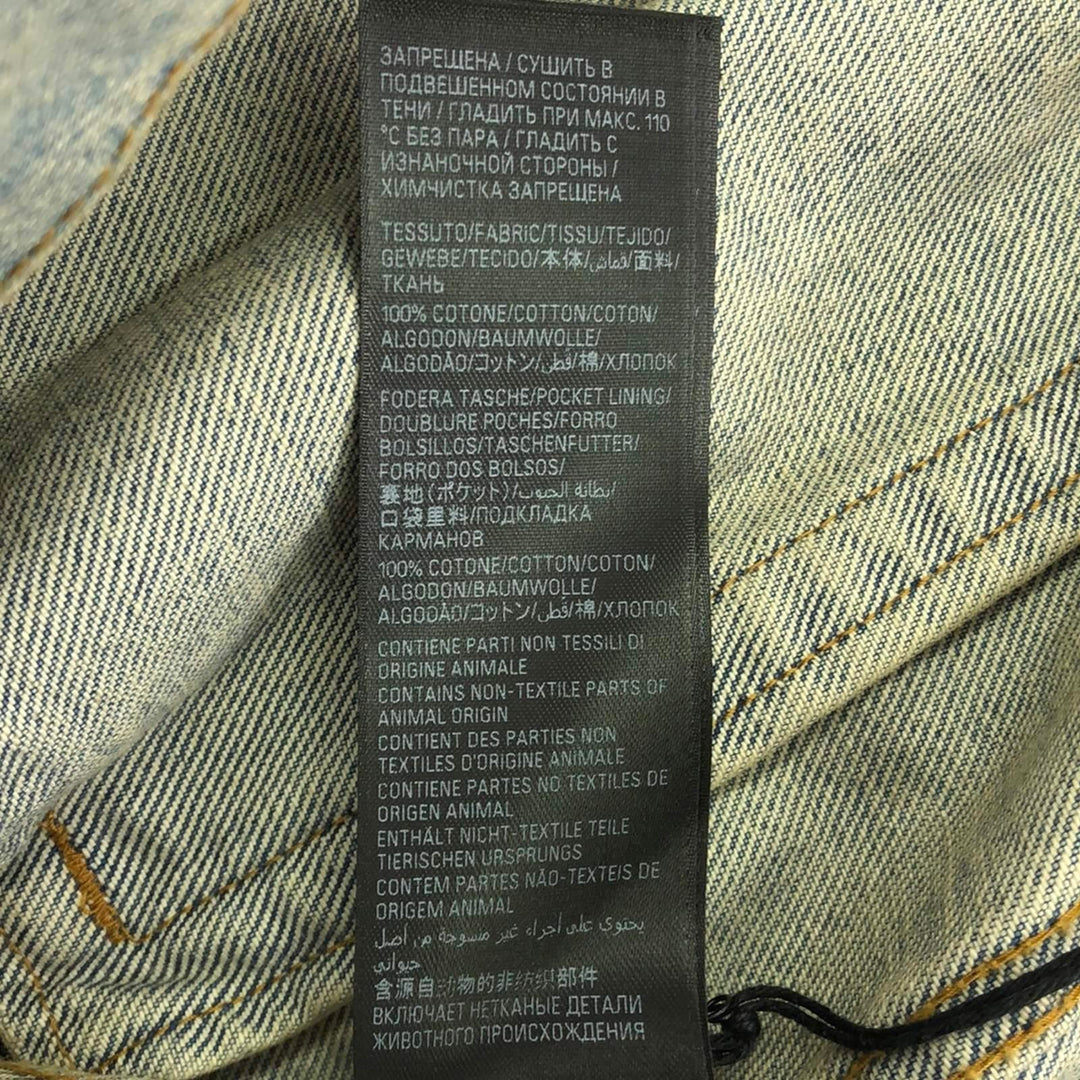 ЗАПРЕЩЕНА / СУШИТЬ В
ПОДВЕШЕННОМ СОСТОЯНИИ В
ТЕНИ / ГЛАДИТЬ ПРИ МАКС. 110
°C БЕЗ ПАРА / ГЛАДИТЬ С
ИЗНАНОЧНОЙ СТОРОНЫ /
ХИМЧИСТКА ЗАПРЕЩЕНА
TESSUTO/FABRIC/TISSU/TEJIDO/
GEWEBE/TECIDO/本体/قماش/面料/
ТКАНЬ
100% COTONE/COTTON/COTON/
ALGODON/BAUMWOLLE/
ALGODÃO/コットン/قطن/棉/ХЛОПОК
FODERA TASCHE/POCKET LINING/
DOUBLURE POCHES/FORRO
BOLSILLOS/TASCHENFUTTER/
FORRO DOS BOLSOS/
裏地(ポケット)/بطانة الجيوب/
口袋里料/ПОДКЛАДКА
КАРМАНОВ
100% COTONE/COTTON/COTON/
ALGODON/BAUMWOLLE/
ALGODÃO/コットン/قطن/棉/ХЛОПОК
CONTIENE PARTI NON TESSILI DI
ORIGINE ANIMALE
CONTAINS NON-TEXTILE PARTS OF
ANIMAL ORIGIN
CONTIENT DES PARTIES NON
TEXTILES D'ORIGINE ANIMALE
CONTIENE PARTES NO TEXTILES DE
ORIGEN ANIMAL
ENTHÄLT NICHT-TEXTILE TEILE
TIERISCHEN URSPRUNGS
CONTEM PARTES NÃO-TEXTEIS DE
ORIGEM ANIMAL
يحتوي على أجزاء غير منسوجة من أصل
حيواني
含源自动物的非纺织部件
ВКЛЮЧАЕТ НЕТКАНЫЕ ДЕТАЛИ
ЖИВОТНОГО ПРОИСХОЖДЕНИЯ